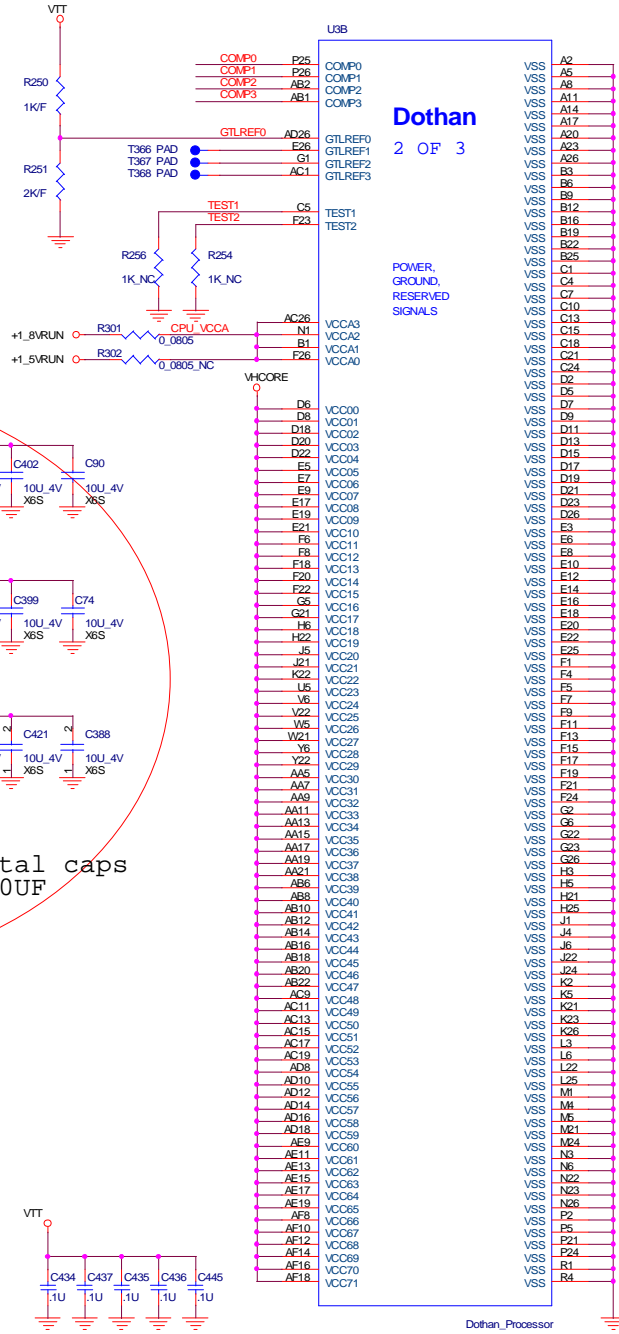 VTT
U3B
R250
1K/F
R251
2K/F
COMP0 P25 COMP0
COMP1 P26 COMP1
COMP2 AB2 COMP2
COMP3 AB1 COMP3
Dothan
2 OF 3
GTLREF0 AD26 GTLREF0
T366 PAD E26 GTLREF1
T367 PAD G1 GTLREF2
T368 PAD AC1 GTLREF3
TEST1 C5 TEST1
TEST2 F23 TEST2
R256
1K_NC
R254
1K_NC
POWER,
GROUND,
RESERVED
SIGNALS
AC26 VCCA3
+1_8VRUN R301 0_0805 CPU_VCCA N1 VCCA2
B1 VCCA1
+1_5VRUN R302 0_0805_NC F26 VCCA0
VHCORE
D6 VCC00
D8 VCC01
D18 VCC02
D20 VCC03
D22 VCC04
E5 VCC05
E7 VCC06
E9 VCC07
E17 VCC08
E19 VCC09
E21 VCC10
F6 VCC11
F8 VCC12
F18 VCC13
F20 VCC14
F22 VCC15
G5 VCC16
G21 VCC17
H6 VCC18
H22 VCC19
J5 VCC20
J21 VCC21
K22 VCC22
U5 VCC23
V6 VCC24
V22 VCC25
W5 VCC26
W21 VCC27
Y6 VCC28
Y22 VCC29
AA5 VCC30
AA7 VCC31
AA9 VCC32
AA11 VCC33
AA13 VCC34
AA15 VCC35
AA17 VCC36
AA19 VCC37
AA21 VCC38
AB6 VCC39
AB8 VCC40
AB10 VCC41
AB12 VCC42
AB14 VCC43
AB16 VCC44
AB18 VCC45
AB20 VCC46
AB22 VCC47
AC9 VCC48
AC11 VCC49
AC13 VCC50
AC15 VCC51
AC17 VCC52
AC19 VCC53
AD8 VCC54
AD10 VCC55
AD12 VCC56
AD14 VCC57
AD16 VCC58
AD18 VCC59
AE9 VCC60
AE11 VCC61
AE13 VCC62
AE15 VCC63
AE17 VCC64
AE19 VCC65
AF8 VCC66
AF10 VCC67
AF12 VCC68
AF14 VCC69
AF16 VCC70
AF18 VCC71
VSS A2
VSS A5
VSS A8
VSS A11
VSS A14
VSS A17
VSS A20
VSS A23
VSS A26
VSS B3
VSS B6
VSS B9
VSS B12
VSS B16
VSS B19
VSS B22
VSS B25
VSS C1
VSS C4
VSS C7
VSS C10
VSS C13
VSS C15
VSS C18
VSS C21
VSS C24
VSS D2
VSS D5
VSS D7
VSS D9
VSS D11
VSS D13
VSS D15
VSS D17
VSS D19
VSS D21
VSS D23
VSS D26
VSS E3
VSS E6
VSS E8
VSS E10
VSS E12
VSS E14
VSS E16
VSS E18
VSS E20
VSS E22
VSS E25
VSS F1
VSS F4
VSS F5
VSS F7
VSS F9
VSS F11
VSS F13
VSS F15
VSS F17
VSS F19
VSS F21
VSS F24
VSS G2
VSS G6
VSS G22
VSS G23
VSS G26
VSS H3
VSS H5
VSS H21
VSS H25
VSS J1
VSS J4
VSS J6
VSS J22
VSS J24
VSS K2
VSS K5
VSS K21
VSS K23
VSS K26
VSS L3
VSS L6
VSS L22
VSS L25
VSS M1
VSS M4
VSS M5
VSS M21
VSS M24
VSS N3
VSS N6
VSS N22
VSS N23
VSS N26
VSS P2
VSS P5
VSS P21
VSS P24
VSS R1
VSS R4
C402 C90
10U_4V 10U_4V
X6S X6S
C399 C74
10U_4V 10U_4V
X6S X6S
2 2
C421 C388
10U_4V 10U_4V
1 X6S 1 X6S
tal caps
0UF
VTT
C434 C437 C435 C436 C445
.1U .1U .1U .1U .1U
Dothan_Processor